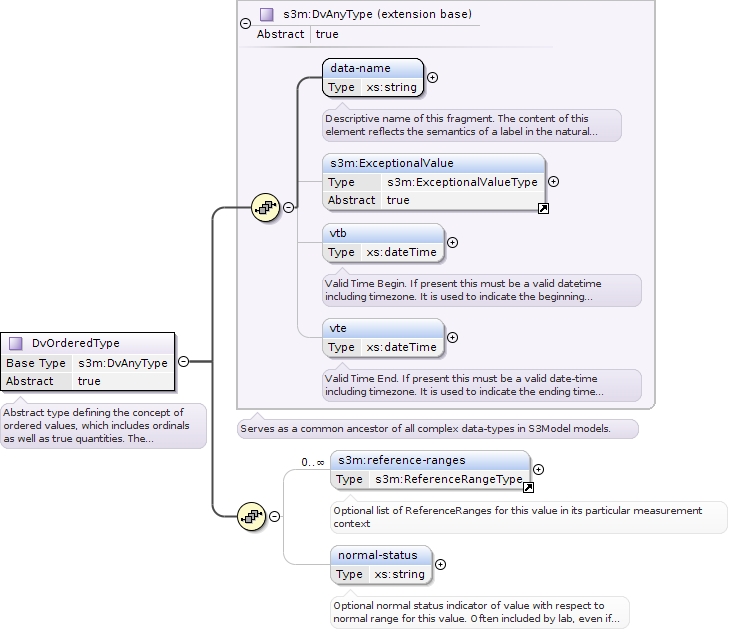 s3m:DvAnyType (extension base)
Abstract true
data-name
Type xs:string
Descriptive name of this fragment. The content of this
element reflects the semantics of a label in the natural...
s3m:ExceptionalValue
Type s3m:ExceptionalValueType
Abstract true
vtb
Type xs:dateTime
Valid Time Begin. If present this must be a valid datetime
including timezone. It is used to indicate the beginning...
vte
Type xs:dateTime
Valid Time End. If present this must be a valid date-time
including timezone. It is used to indicate the ending time...
DvOrderedType
Base Type s3m:DvAnyType
Abstract true
Abstract type defining the concept of
ordered values, which includes ordinals
as well as true quantities. The...
Serves as a common ancestor of all complex data-types in S3Model models.
0..∞
s3m:reference-ranges
Type s3m:ReferenceRangeType
Optional list of ReferenceRanges for this value in its particular measurement
context
normal-status
Type xs:string
Optional normal status indicator of value with respect to
normal range for this value. Often included by lab, even if...